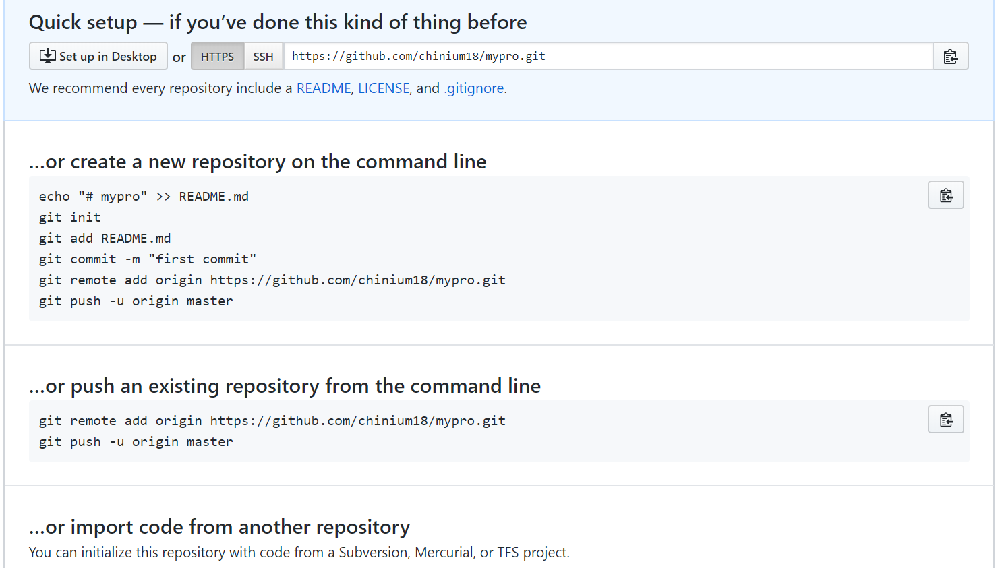 Quick setup — if you’ve done this kind of thing before
Set up in Desktop or HTTPS SSH https://github.com/chinium18/mypro.git
We recommend every repository include a README, LICENSE, and .gitignore.
…or create a new repository on the command line
echo "# mypro" >> README.md
git init
git add README.md
git commit -m "first commit"
git remote add origin https://github.com/chinium18/mypro.git
git push -u origin master
…or push an existing repository from the command line
git remote add origin https://github.com/chinium18/mypro.git
git push -u origin master
…or import code from another repository
You can initialize this repository with code from a Subversion, Mercurial, or TFS project.